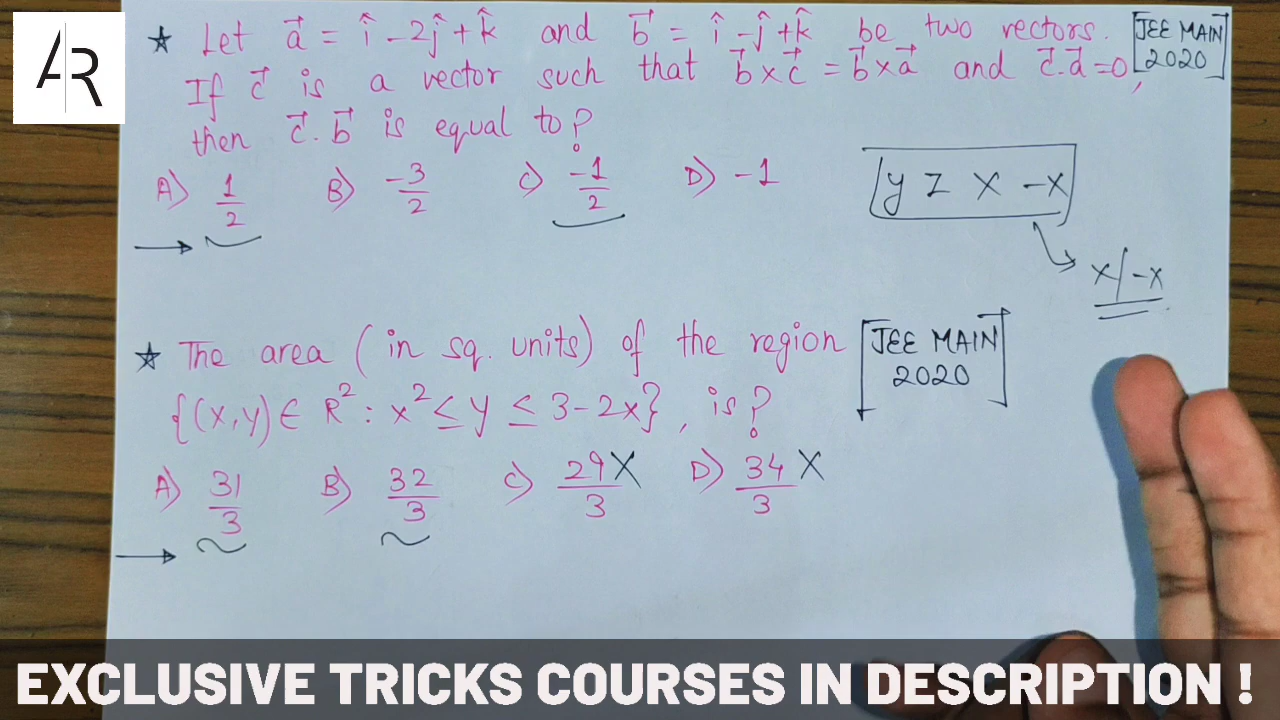 AR
★ Let a⃗ = î - 2ĵ + k̂ and b⃗ = î - ĵ + k̂ be two vectors. [JEE MAIN 2020]
If c⃗ is a vector such that b⃗ x c⃗ = b⃗ x a⃗ and c⃗.a⃗ = 0,
then c⃗.b⃗ is equal to?
A) 1/2 B) -3/2 C) -1/2 D) -1
y z x -x
x/-x
★ The area (in sq. units) of the region [JEE MAIN 2020]
{(x,y) ∈ R² : x² ≤ y ≤ 3-2x}, is?
A) 31/3 B) 32/3 C) 29/3 X D) 34/3 X
EXCLUSIVE TRICKS COURSES IN DESCRIPTION !